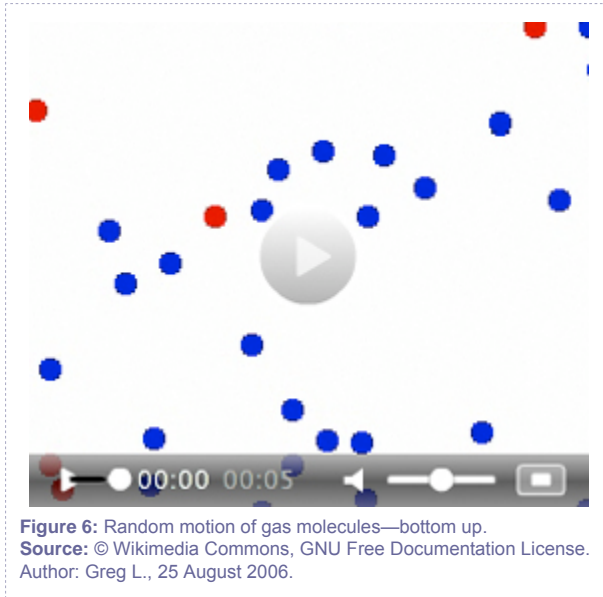 00:00 00:05
Figure 6: Random motion of gas molecules—bottom up.
Source: © Wikimedia Commons, GNU Free Documentation License.
Author: Greg L., 25 August 2006.